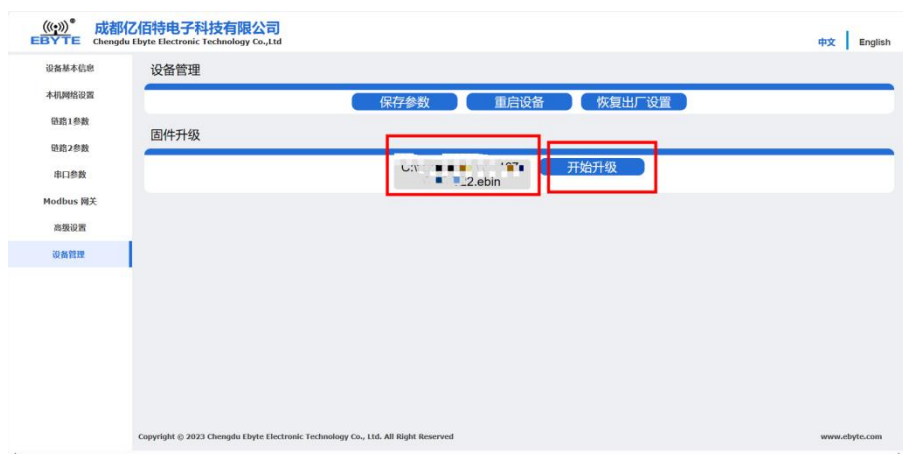 ((●))®
EBYTE
成都亿佰特电子科技有限公司
Chengdu Ebyte Electronic Technology Co.,Ltd
中文 English
设备基本信息
本机网络设置
链路1参数
链路2参数
串口参数
Modbus 网关
高级设置
设备管理
设备管理
保存参数 重启设备 恢复出厂设置
固件升级
2.ebin
开始升级
Copyright © 2023 Chengdu Ebyte Electronic Technology Co., Ltd. All Right Reserved
www.ebyte.com